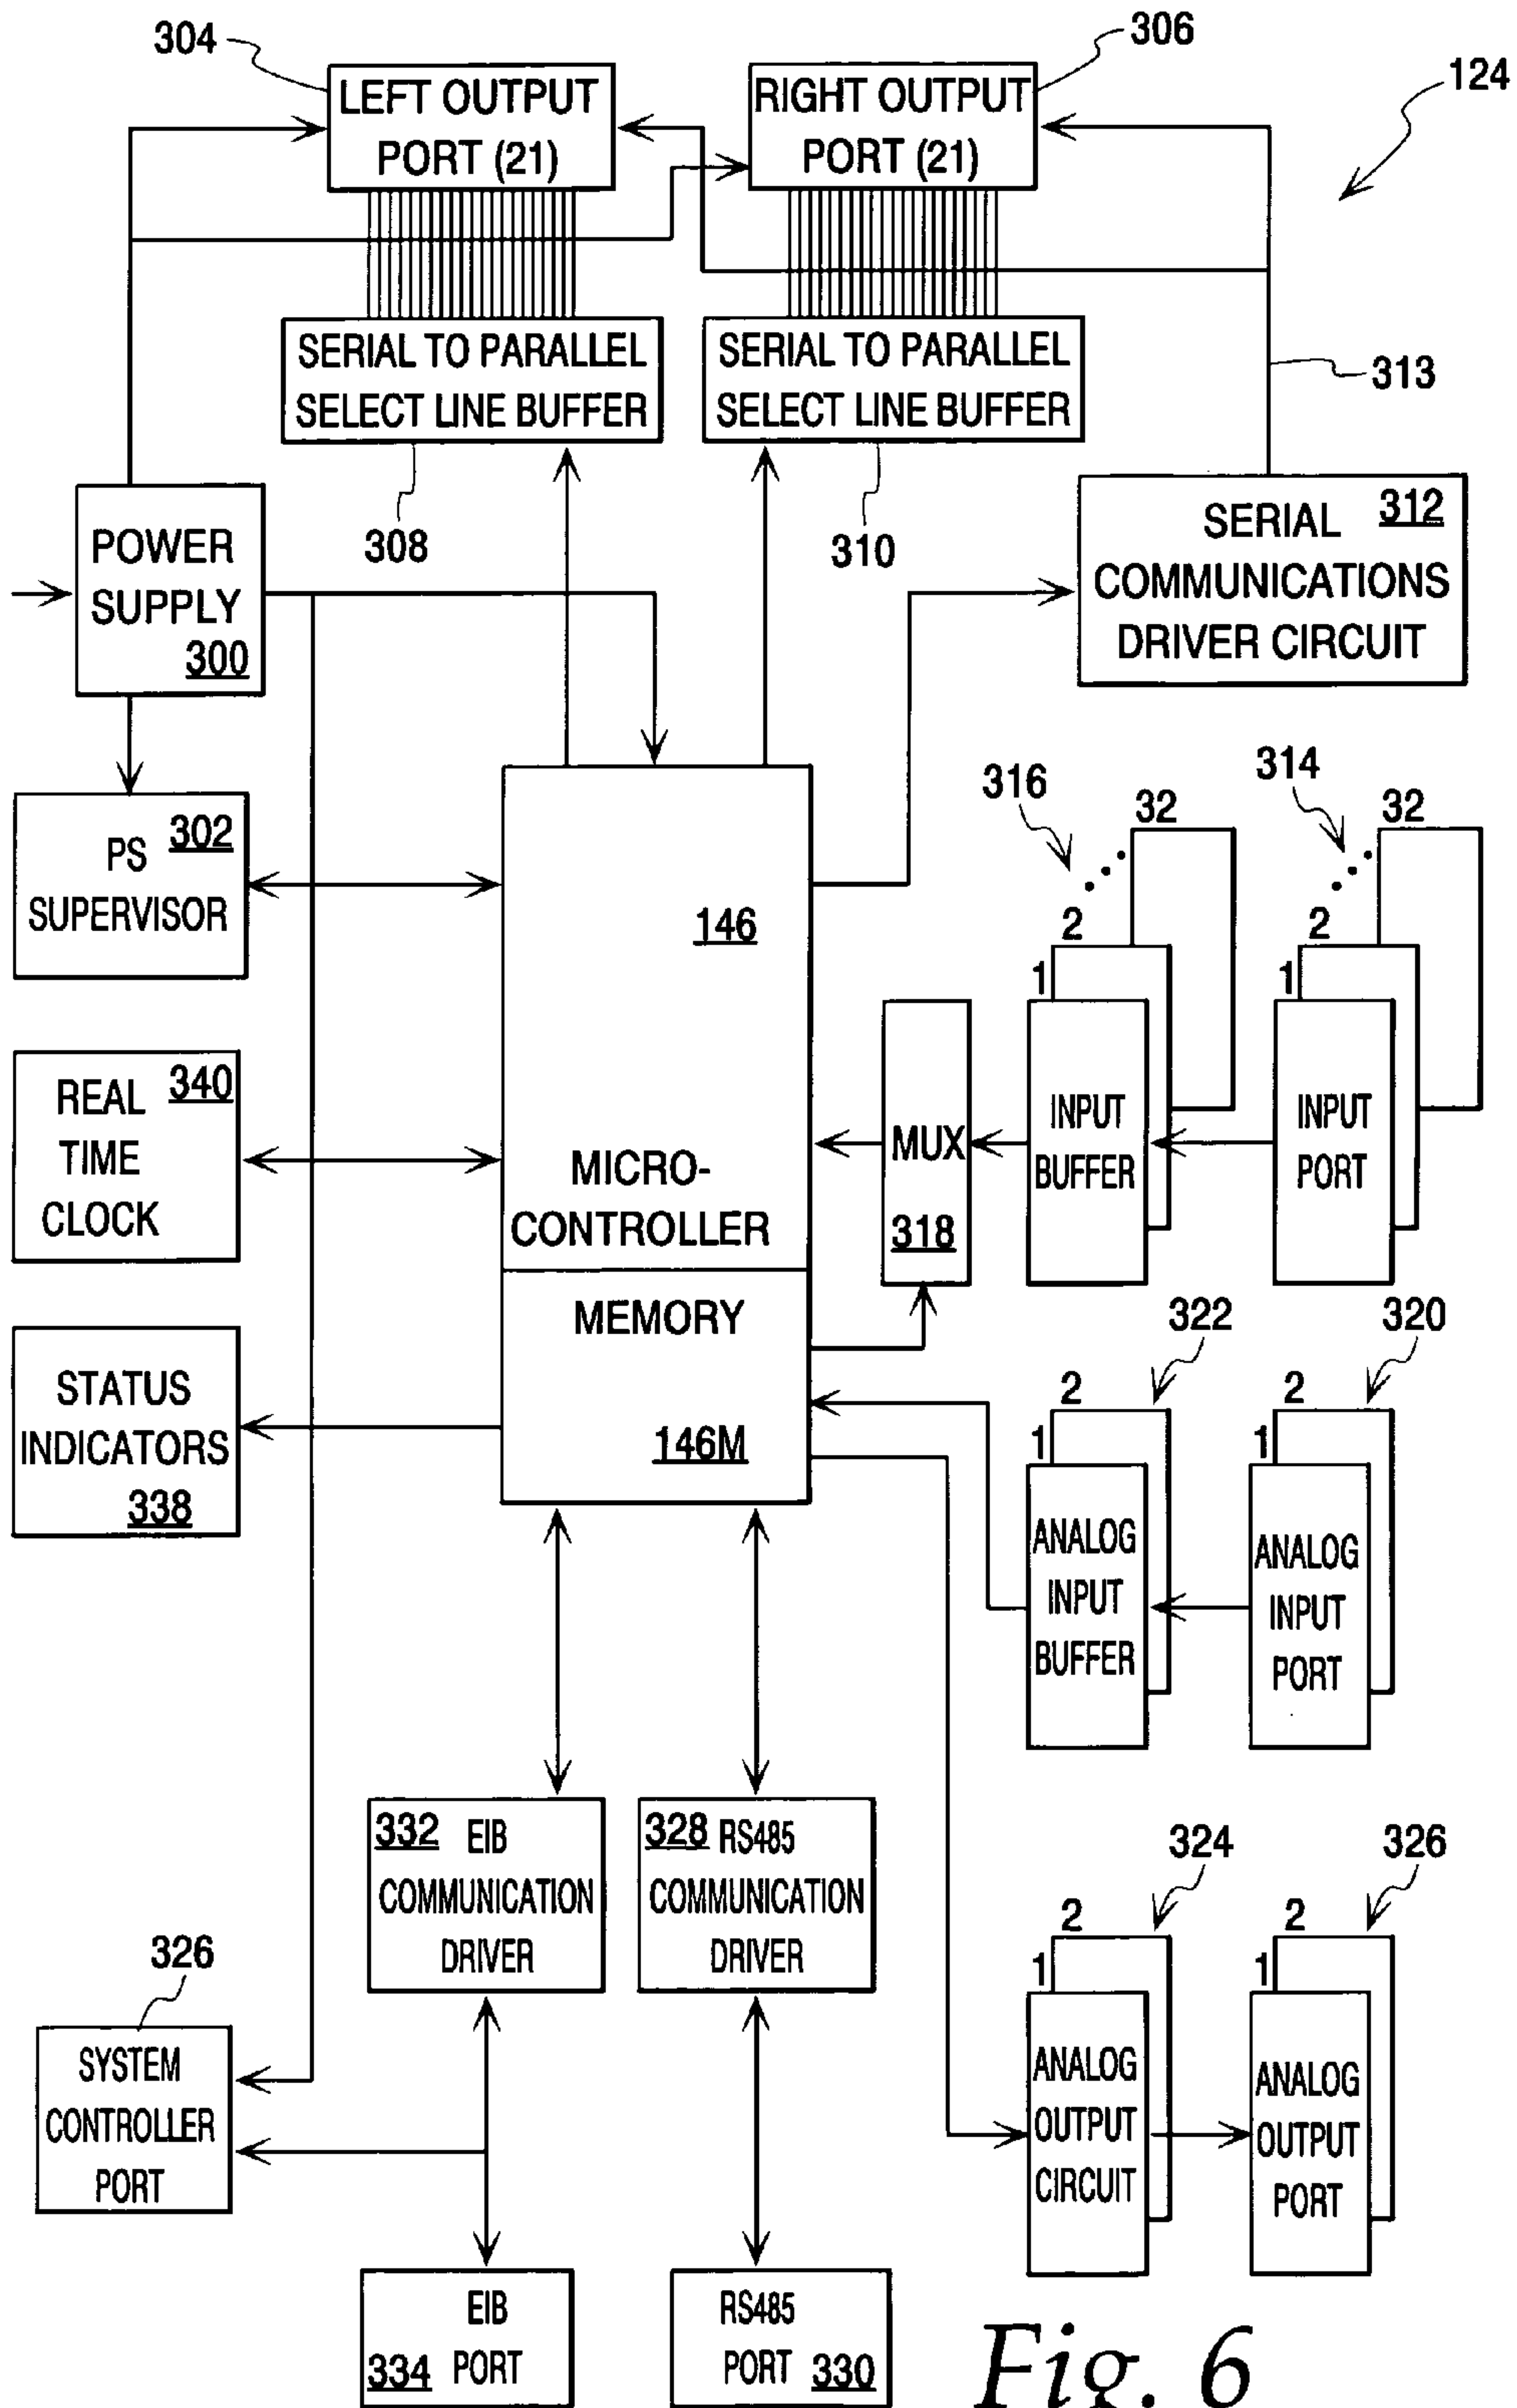 304
306
124
LEFT OUTPUT
PORT (21)
RIGHT OUTPUT
PORT (21)
SERIAL TO PARALLEL
SELECT LINE BUFFER
SERIAL TO PARALLEL
SELECT LINE BUFFER
313
308
310
POWER
SUPPLY
300
312
SERIAL
COMMUNICATIONS
DRIVER CIRCUIT
302
PS
SUPERVISOR
146
MICRO-
CONTROLLER
316
32
2
1
INPUT
BUFFER
314
32
2
1
INPUT
PORT
MUX
318
340
REAL
TIME
CLOCK
MEMORY
146M
STATUS
INDICATORS
338
322
2
1
ANALOG
INPUT
BUFFER
320
2
1
ANALOG
INPUT
PORT
332 EIB
COMMUNICATION
DRIVER
328 RS485
COMMUNICATION
DRIVER
324
2
1
ANALOG
OUTPUT
CIRCUIT
326
2
1
ANALOG
OUTPUT
PORT
326
SYSTEM
CONTROLLER
PORT
EIB
334 PORT
RS485
PORT 330
Fig. 6